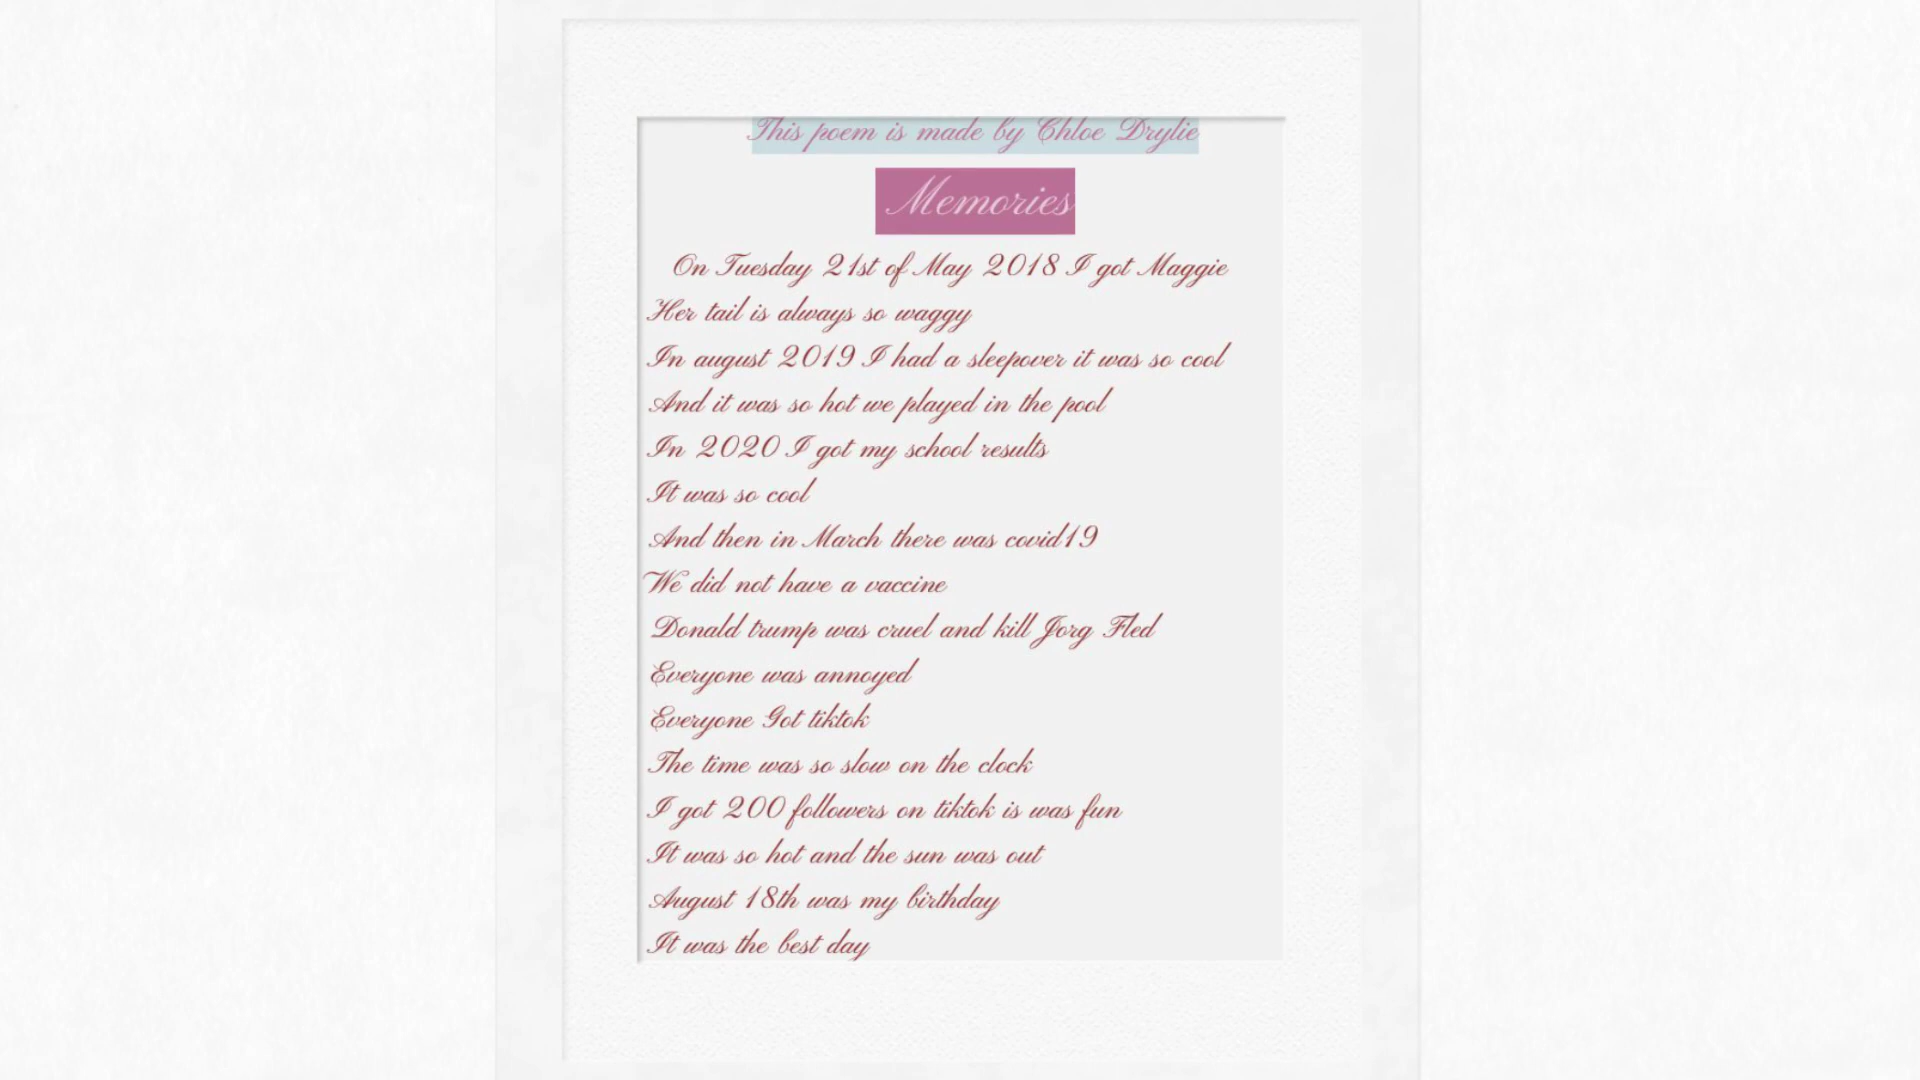 This poem is made by Chloe Drylie
Memories
On Tuesday 21st of May 2018 I got Maggie
Her tail is always so waggy
In august 2019 I had a sleepover it was so cool
And it was so hot we played in the pool
In 2020 I got my school results
It was so cool
And then in March there was covid19
We did not have a vaccine
Donald trump was cruel and kill Jorg Fled
Everyone was annoyed
Everyone Got tiktok
The time was so slow on the clock
I got 200 followers on tiktok is was fun
It was so hot and the sun was out
August 18th was my birthday
It was the best day